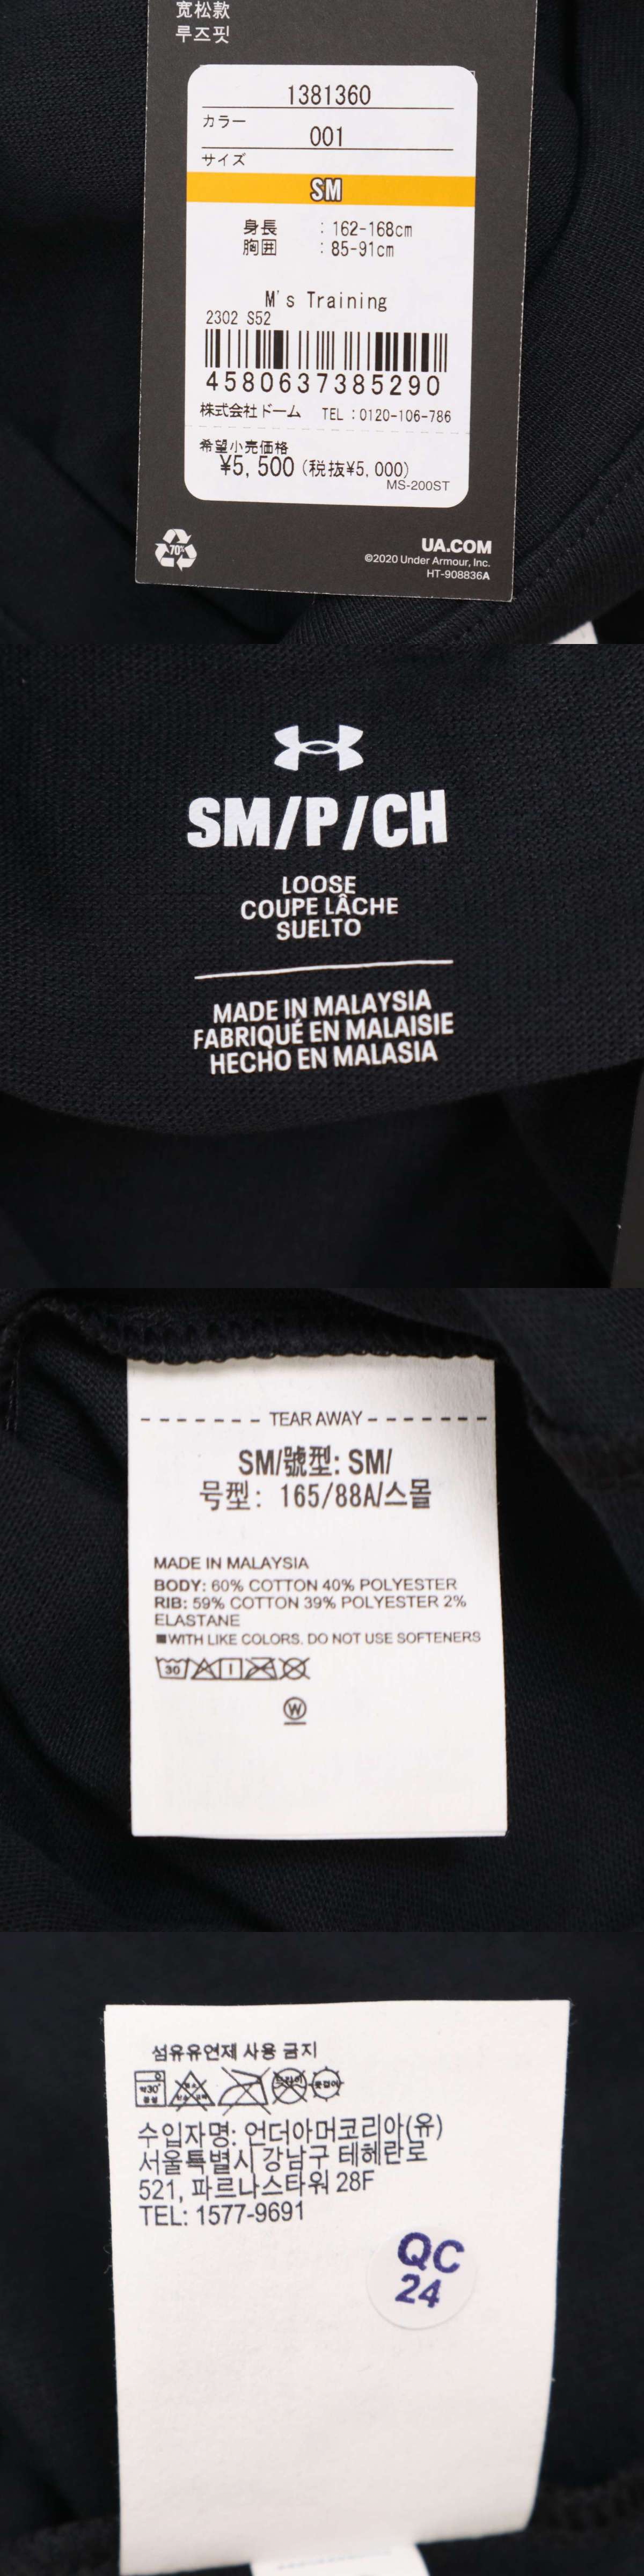 宽松款
루즈핏
1381360
カラー
001
サイズ
SM
身長 : 162-168cm
胸囲 : 85-91cm
M's Training
2302 S52
4580637385290
株式会社ドーム TEL : 0120-106-786
希望小売価格
¥5,500 (税抜¥5,000)
MS-200ST
70%
UA.COM
©2020 Under Armour, Inc.
HT-908836A
SM/P/CH
LOOSE
COUPE LÂCHE
SUELTO
MADE IN MALAYSIA
FABRIQUÉ EN MALAISIE
HECHO EN MALASIA
TEAR AWAY
SM/號型: SM/
号型: 165/88A/스몰
MADE IN MALAYSIA
BODY: 60% COTTON 40% POLYESTER
RIB: 59% COTTON 39% POLYESTER 2%
ELASTANE
■WITH LIKE COLORS. DO NOT USE SOFTENERS
30
W
섬유유연제 사용 금지
약30°
중성
수입자명: 언더아머코리아(유)
서울특별시 강남구 테헤란로
521, 파르나스타워 28F
TEL: 1577-9691
QC
24